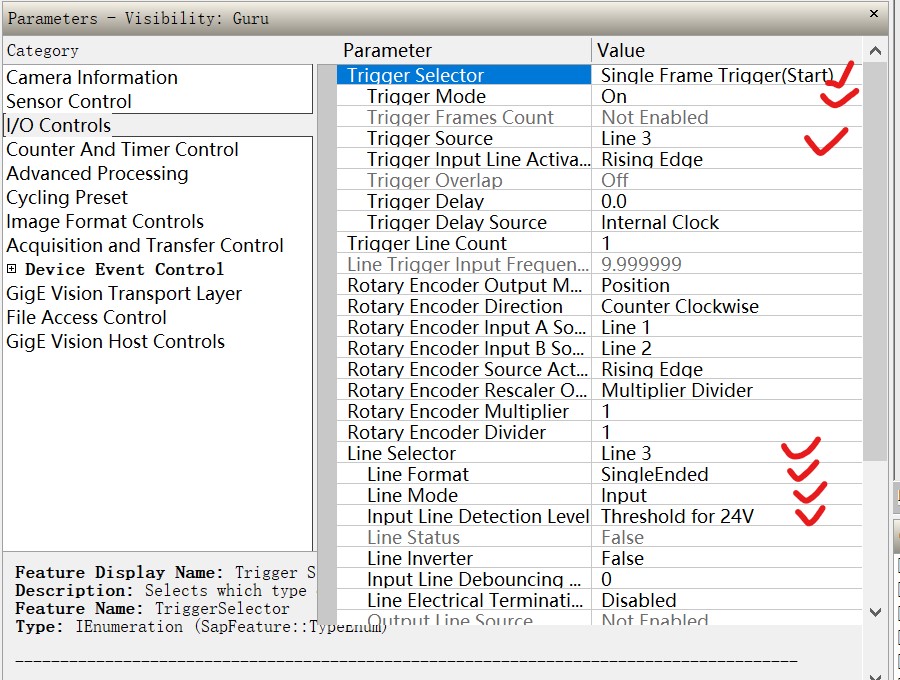 Parameters - Visibility: Guru ×
Category
Camera Information
Sensor Control
I/O Controls
Counter And Timer Control
Advanced Processing
Cycling Preset
Image Format Controls
Acquisition and Transfer Control
Device Event Control
GigE Vision Transport Layer
File Access Control
GigE Vision Host Controls
Parameter Value
Trigger Selector Single Frame Trigger(Start)
Trigger Mode On
Trigger Frames Count Not Enabled
Trigger Source Line 3
Trigger Input Line Activa... Rising Edge
Trigger Overlap Off
Trigger Delay 0.0
Trigger Delay Source Internal Clock
Trigger Line Count 1
Line Trigger Input Frequen... 9.999999
Rotary Encoder Output M... Position
Rotary Encoder Direction Counter Clockwise
Rotary Encoder Input A So... Line 1
Rotary Encoder Input B So... Line 2
Rotary Encoder Source Act... Rising Edge
Rotary Encoder Rescaler O... Multiplier Divider
Rotary Encoder Multiplier 1
Rotary Encoder Divider 1
Line Selector Line 3
Line Format SingleEnded
Line Mode Input
Input Line Detection Level Threshold for 24V
Line Status False
Line Inverter False
Input Line Debouncing ... 0
Line Electrical Terminati... Disabled
Output Line Source Not Enabled
Feature Display Name: Trigger S
Description: Selects which type
Feature Name: TriggerSelector
Type: IEnumeration (SapFeature::TypeEnum)